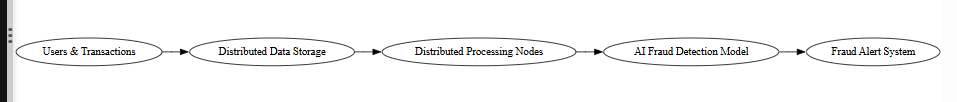 Users & Transactions
Distributed Data Storage
Distributed Processing Nodes
AI Fraud Detection Model
Fraud Alert System